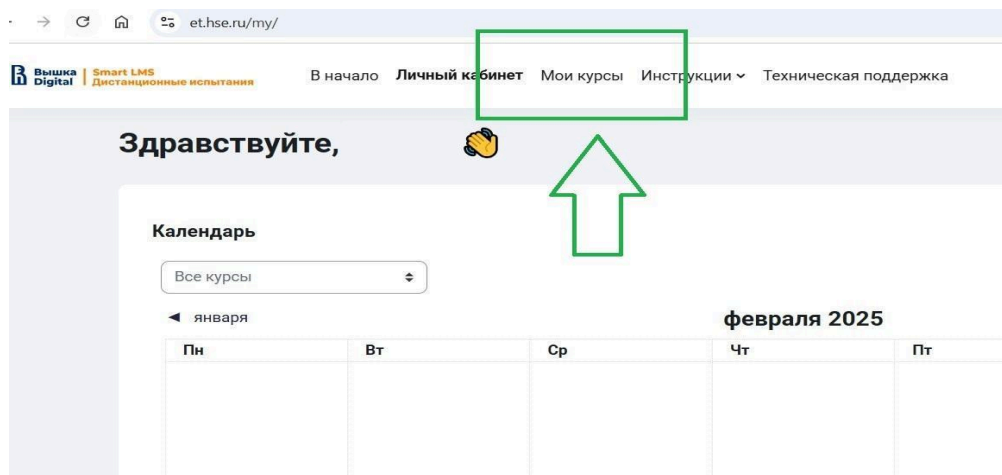 et.hse.ru/my/
Вышка Digital | Smart LMS Дистанционные испытания
В начало Личный кабинет Мои курсы Инструкции Техническая поддержка
Здравствуйте,
Календарь
Все курсы
января
февраля 2025
Пн Вт Ср Чт Пт